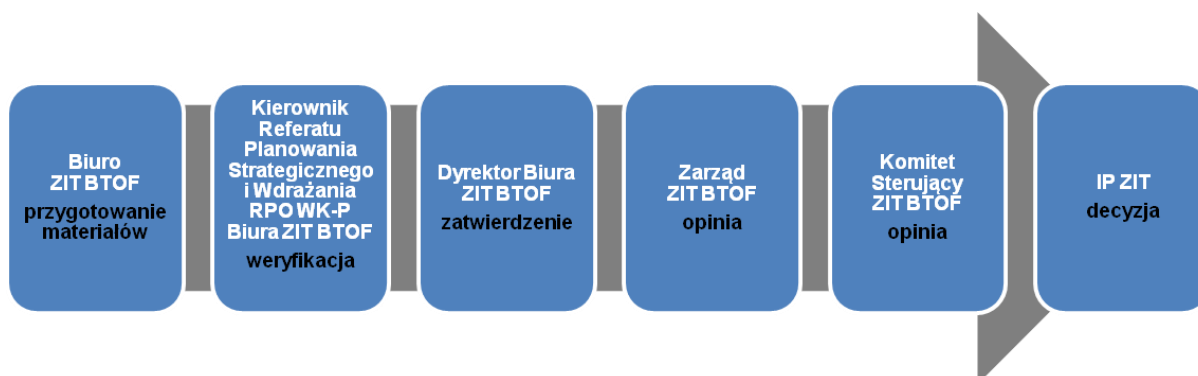 Biuro
ZIT BTOF
przygotowanie
materiałów
Kierownik
Referatu
Planowania
Strategicznego
i Wdrażania
RPO WK-P
Biura ZIT BTOF
weryfikacja
Dyrektor Biura
ZIT BTOF
zatwierdzenie
Zarząd
ZIT BTOF
opinia
Komitet
Sterujący
ZIT BTOF
opinia
IP ZIT
decyzja